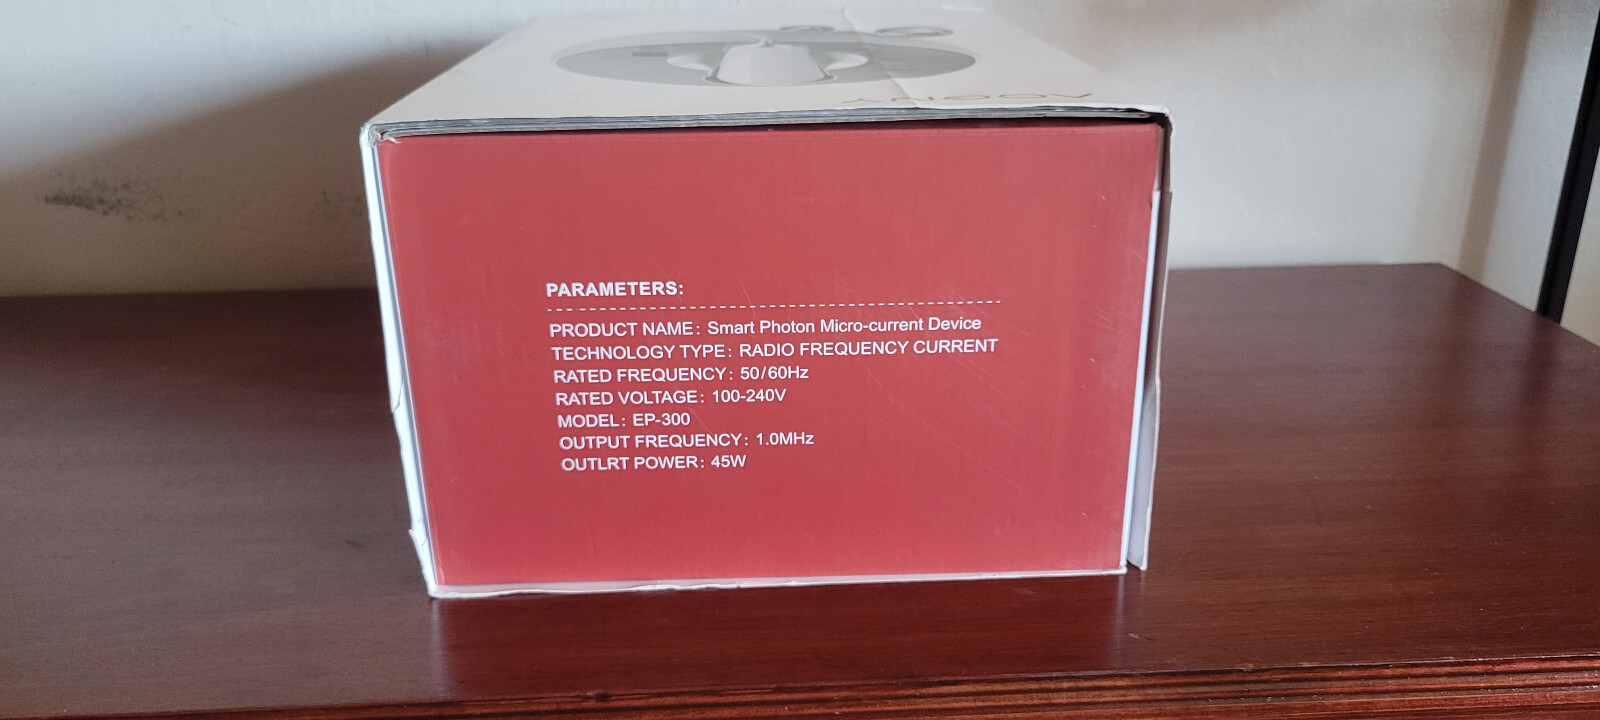 PARAMETERS:
PRODUCT NAME: Smart Photon Micro-current Device
TECHNOLOGY TYPE: RADIO FREQUENCY CURRENT
RATED FREQUENCY: 50/60Hz
RATED VOLTAGE: 100-240V
MODEL: EP-300
OUTPUT FREQUENCY: 1.0MHz
OUTLRT POWER: 45W